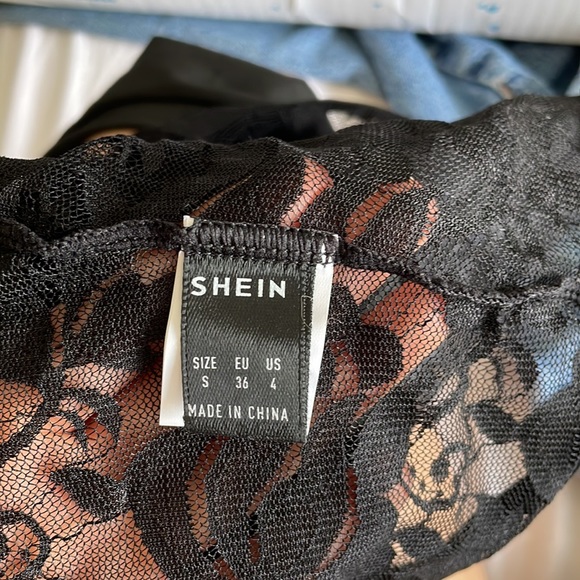 SHEIN
SIZE EU US
S 36 4
MADE IN CHINA